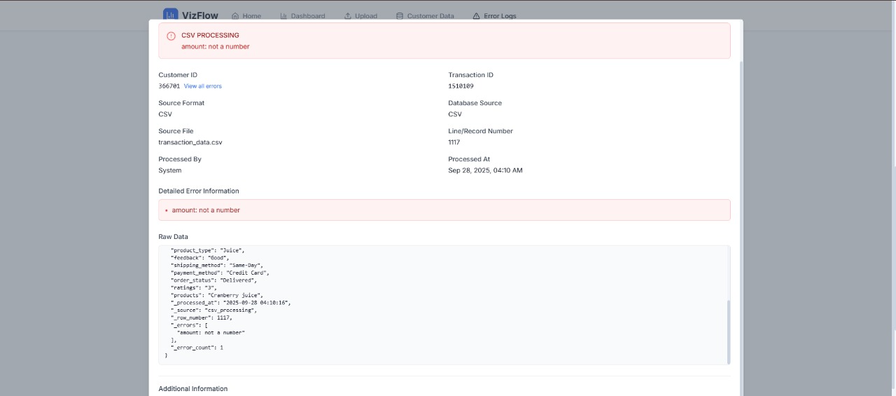 VizFlow Home Dashboard Upload Customer Data Error Logs
CSV PROCESSING
amount: not a number
Customer ID
366701 View all errors
Transaction ID
1510109
Source Format
CSV
Database Source
CSV
Source File
transaction_data.csv
Line/Record Number
1117
Processed By
System
Processed At
Sep 28, 2025, 04:10 AM
Detailed Error Information
• amount: not a number
Raw Data
"product_type": "Juice",
"feedback": "Good",
"shipping_method": "Same-Day",
"payment_method": "Credit Card",
"order_status": "Delivered",
"ratings": "3",
"products": "Cranberry juice",
"_processed_at": "2025-09-28 04:10:16",
"_source": "csv_processing",
"_row_number": 1117,
"_errors": [
"amount: not a number"
],
"_error_count": 1
}
Additional Information